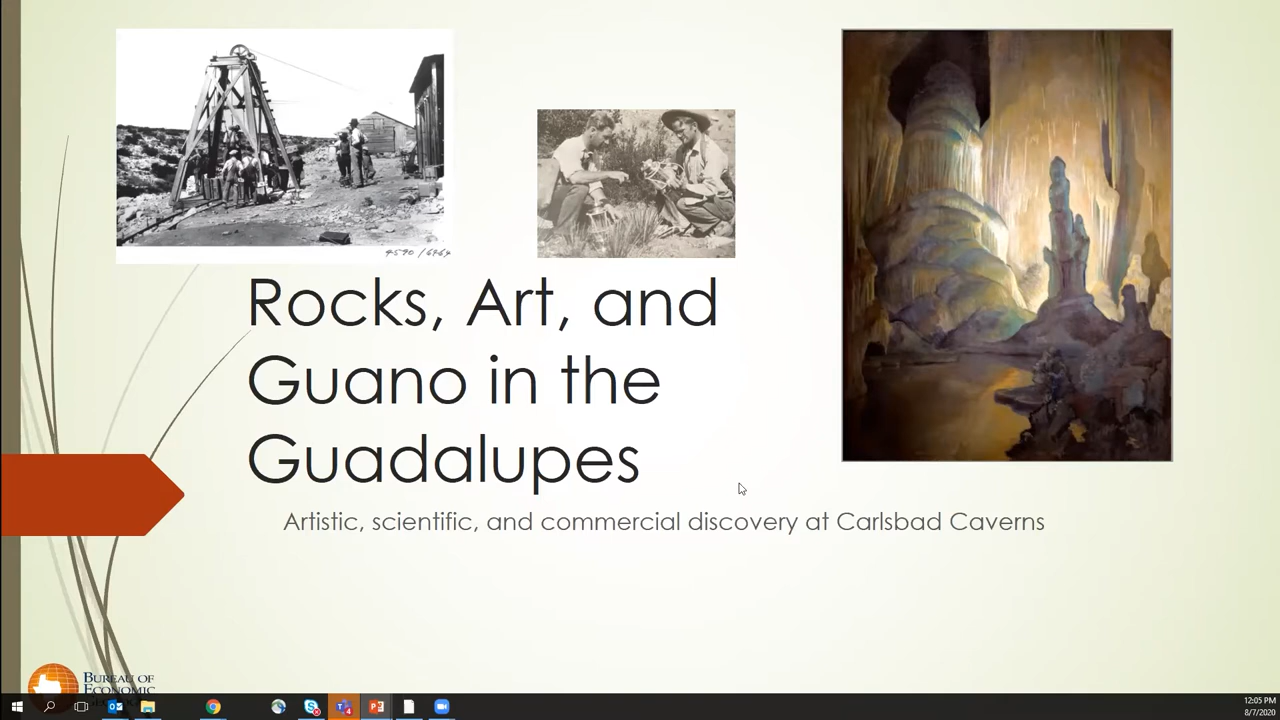 4590 / 6464
Rocks, Art, and
Guano in the
Guadalupes
Artistic, scientific, and commercial discovery at Carlsbad Caverns
BUREAU OF
ECONOMIC
12:05 PM
8/7/2020